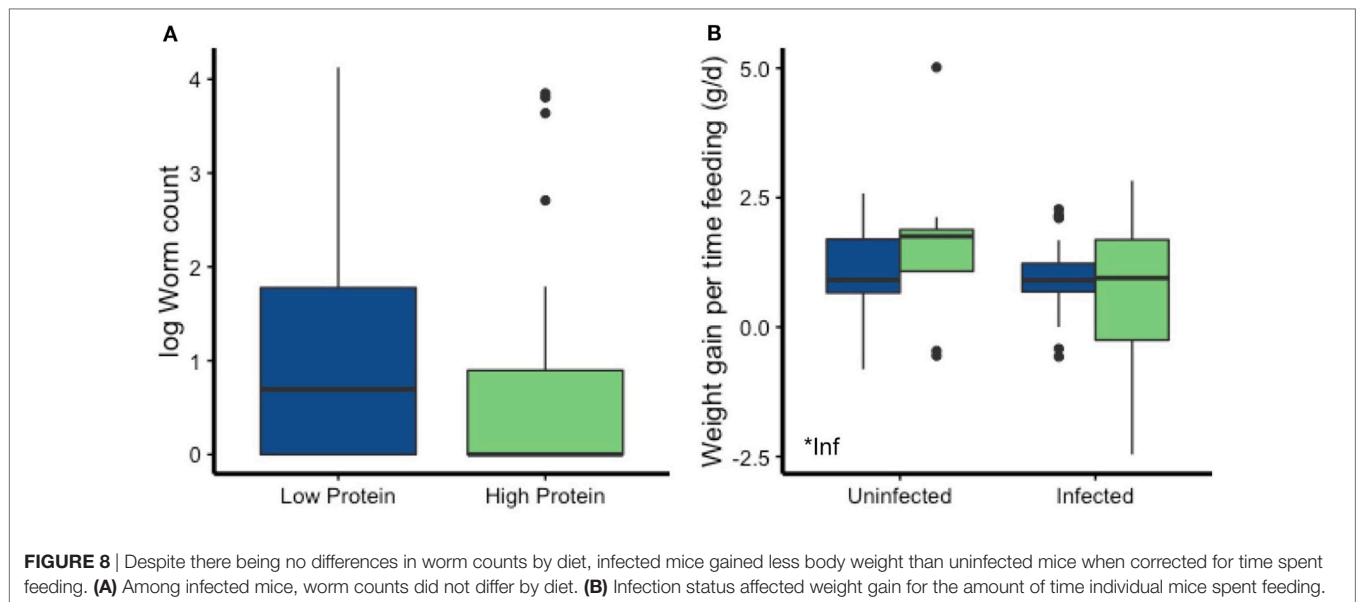 A
B
log Worm count
4
3
2
1
0
Low Protein
High Protein
Weight gain per time feeding (g/d)
5.0
2.5
0.0
-2.5
*Inf
Uninfected
Infected
FIGURE 8 | Despite there being no differences in worm counts by diet, infected mice gained less body weight than uninfected mice when corrected for time spent
feeding. (A) Among infected mice, worm counts did not differ by diet. (B) Infection status affected weight gain for the amount of time individual mice spent feeding.